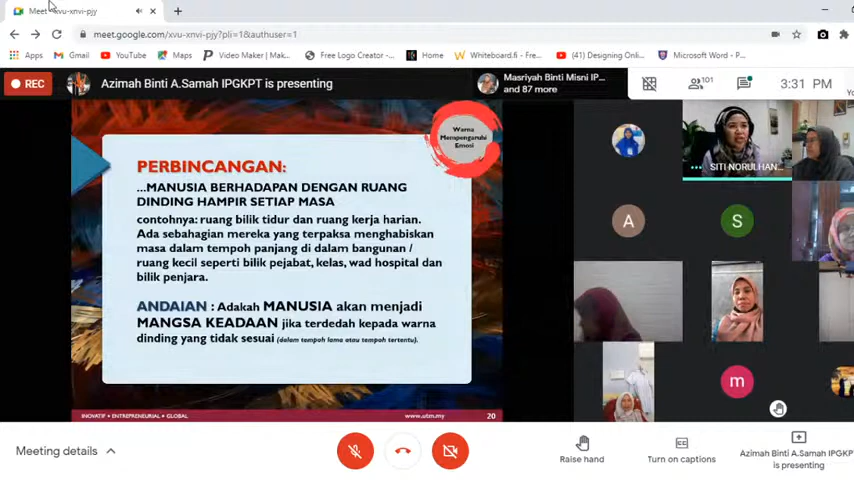 Meet - xvu-xnvi-pjy
meet.google.com/xvu-xnvi-pjy?pli=1&authuser=1
Apps
Gmail
YouTube
Maps
Video Maker | Mak...
Free Logo Creator -...
Home
Whiteboard.fi - Fre...
(41) Designing Onli...
Microsoft Word - P...
REC
Azimah Binti A.Samah IPGKPT is presenting
Masriyah Binti Misni IP...
and 87 more
101
3:31 PM
Yo
Warna
Mempengaruhi
Emosi
PERBINCANGAN:
...MANUSIA BERHADAPAN DENGAN RUANG
DINDING HAMPIR SETIAP MASA
contohnya: ruang bilik tidur dan ruang kerja harian.
Ada sebahagian mereka yang terpaksa menghabiskan
masa dalam tempoh panjang di dalam bangunan /
ruang kecil seperti bilik pejabat, kelas, wad hospital dan
bilik penjara.
ANDAIAN : Adakah MANUSIA akan menjadi
MANGSA KEADAAN jika terdedah kepada warna
dinding yang tidak sesuai (dalam tempoh lama atau tempoh tertentu).
INOVATIF • ENTREPRENEURIAL • GLOBAL
www.utm.my
20
SITI NORULHAN...
A
S
m
Meeting details
Raise hand
Turn on captions
Azimah Binti A.Samah IPGKP
is presenting